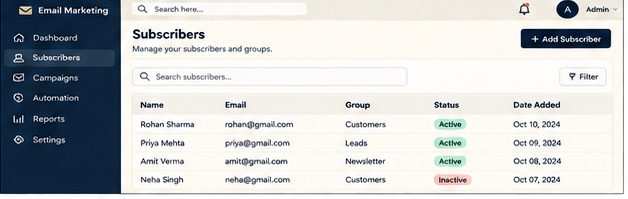 Email Marketing
Search here...
A
Admin
Dashboard
Subscribers
Campaigns
Automation
Reports
Settings
Subscribers
Manage your subscribers and groups.
+ Add Subscriber
Search subscribers...
Filter
Name Email Group Status Date Added
Rohan Sharma rohan@gmail.com Customers Active Oct 10, 2024
Priya Mehta priya@gmail.com Leads Active Oct 09, 2024
Amit Verma amit@gmail.com Newsletter Active Oct 08, 2024
Neha Singh neha@gmail.com Customers Inactive Oct 07, 2024